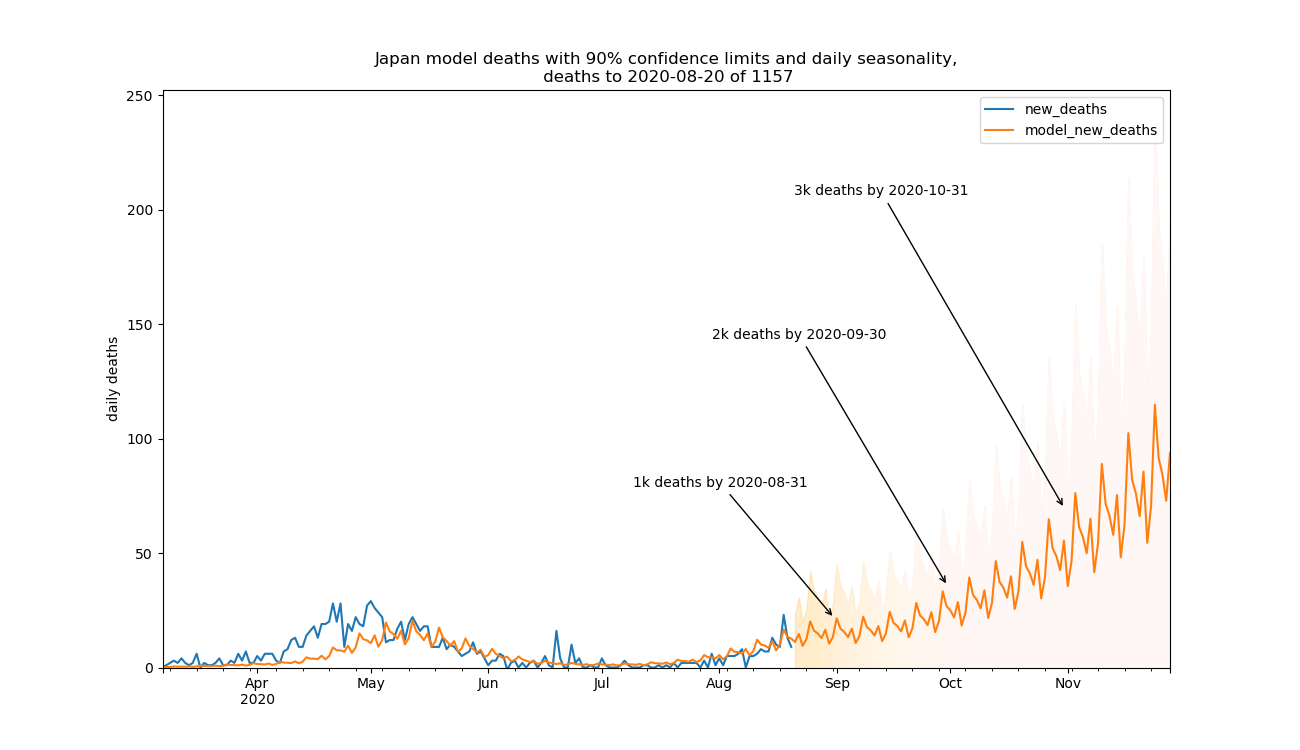 Japan model deaths with 90% confidence limits and daily seasonality,
deaths to 2020-08-20 of 1157
250
new_deaths
model_new_deaths
3k deaths by 2020-10-31
200
150
2k deaths by 2020-09-30
daily deaths
100
1k deaths by 2020-08-31
50
0
Apr
2020
May
Jun
Jul
Aug
Sep
Oct
Nov